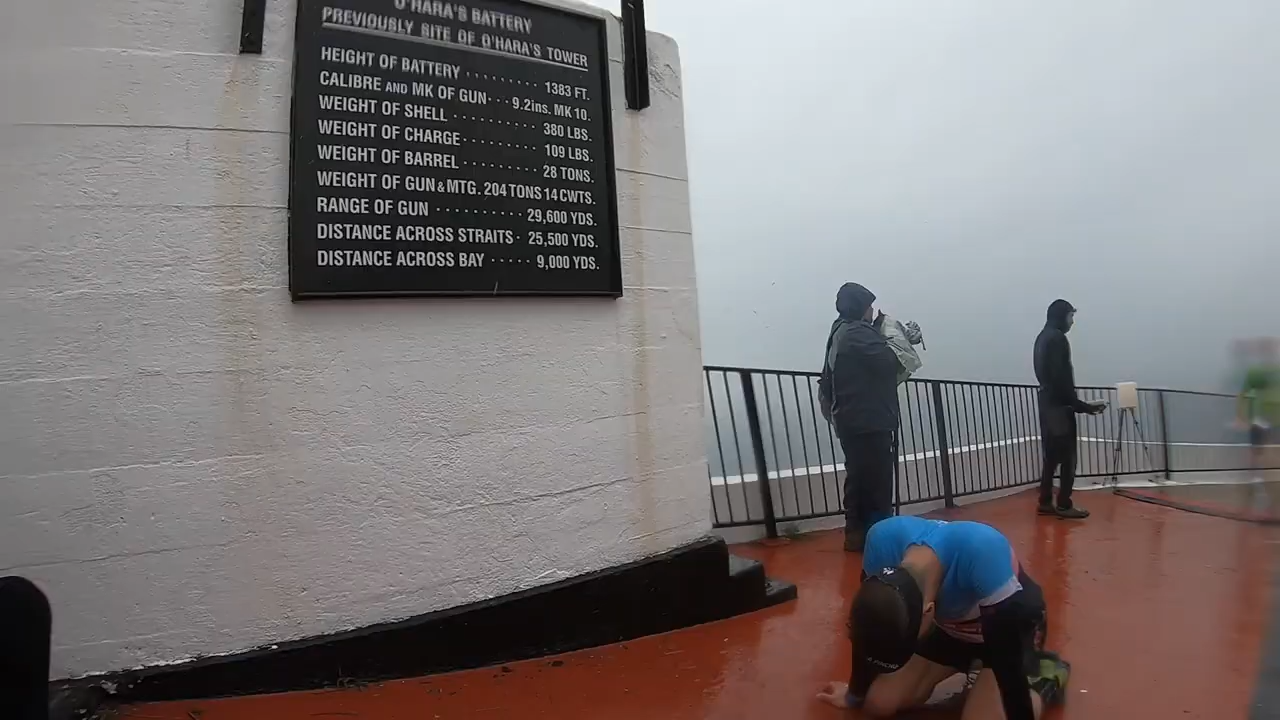 O'HARA'S BATTERY
PREVIOUSLY SITE OF O'HARA'S TOWER
HEIGHT OF BATTERY ········ 1383 FT.
CALIBRE AND MK OF GUN··· 9.2ins. MK 10.
WEIGHT OF SHELL ·········· 380 LBS.
WEIGHT OF CHARGE ········· 109 LBS.
WEIGHT OF BARREL ········· 28 TONS.
WEIGHT OF GUN & MTG. 204 TONS 14 CWTS.
RANGE OF GUN ·········· 29,600 YDS.
DISTANCE ACROSS STRAITS· 25,500 YDS.
DISTANCE ACROSS BAY ····· 9,000 YDS.